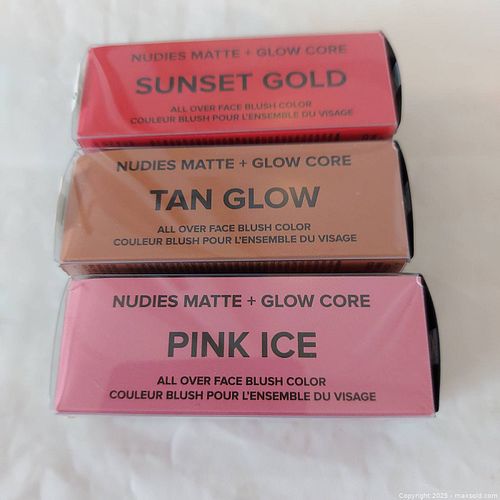 NUDIES MATTE + GLOW CORE
SUNSET GOLD
ALL OVER FACE BLUSH COLOR
COULEUR BLUSH POUR L'ENSEMBLE DU VISAGE
NUDIES MATTE + GLOW CORE
TAN GLOW
ALL OVER FACE BLUSH COLOR
COULEUR BLUSH POUR L'ENSEMBLE DU VISAGE
NUDIES MATTE + GLOW CORE
PINK ICE
ALL OVER FACE BLUSH COLOR
COULEUR BLUSH POUR L'ENSEMBLE DU VISAGE
Copyright 2025 - maxsold.com